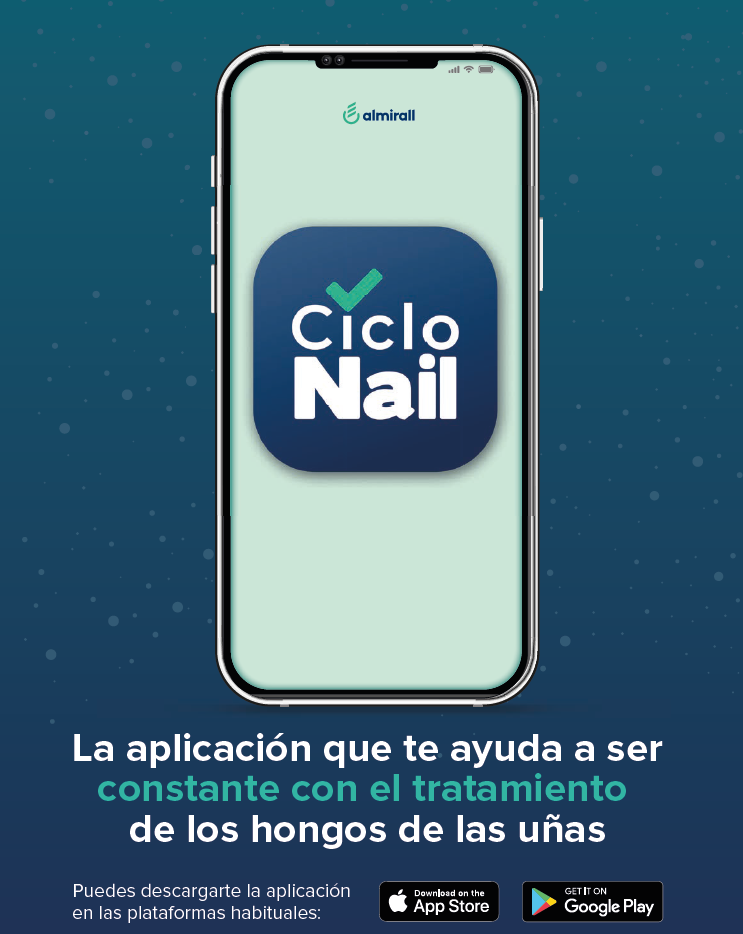 almirall
Ciclo
Nail
La aplicación que te ayuda a ser
constante con el tratamiento
de los hongos de las uñas
Puedes descargarte la aplicación
en las plataformas habituales:
Download on the
App Store
GET IT ON
Google Play